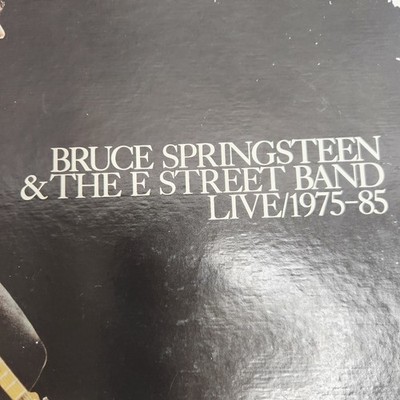 BRUCE SPRINGSTEEN
& THE E STREET BAND
LIVE/1975–85